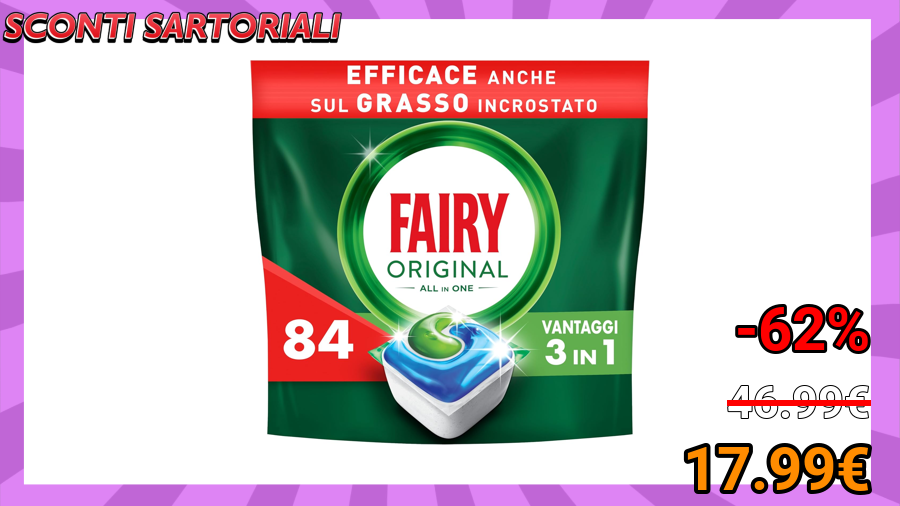 SCONTI SARTORIALI
EFFICACE ANCHE
SUL GRASSO INCROSTATO
FAIRY
ORIGINAL
ALL IN ONE
84
VANTAGGI
3 IN 1
-62%
46.99€
17.99€